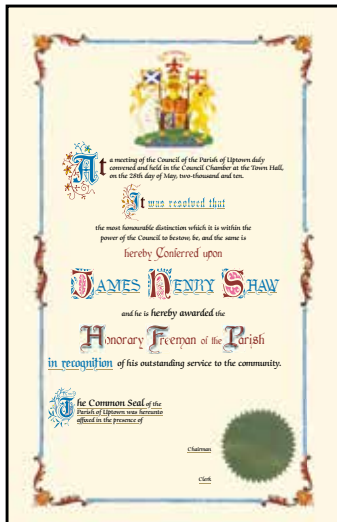 At a meeting of the Council of the Parish of Uptown duly
convened and held in the Council Chamber at the Town Hall,
on the 28th day of May, two-thousand and ten.
It was resolved that
the most honourable distinction which it is within the
power of the Council to bestow, be, and the same is
hereby Conferred upon
JAMES HENRY SHAW
and he is hereby awarded the
Honorary Freeman of the Parish
in recognition of his outstanding service to the community.
The Common Seal of the
Parish of Uptown was hereunto
affixed in the presence of
Chairman
Clerk